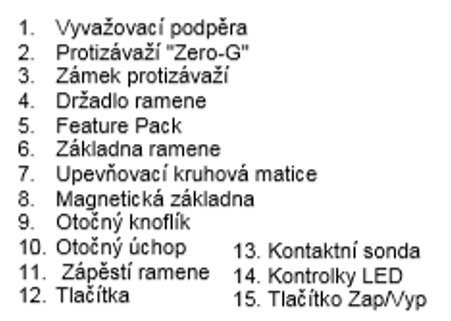 1. Vyvažovací podpěra
2. Protizávaží "Zero-G"
3. Zámek protizávaží
4. Držadlo ramene
5. Feature Pack
6. Základna ramene
7. Upevňovací kruhová matice
8. Magnetická základna
9. Otočný knoflík
10. Otočný úchop
11. Zápěstí ramene
12. Tlačítka
13. Kontaktní sonda
14. Kontrolky LED
15. Tlačítko Zap/Vyp